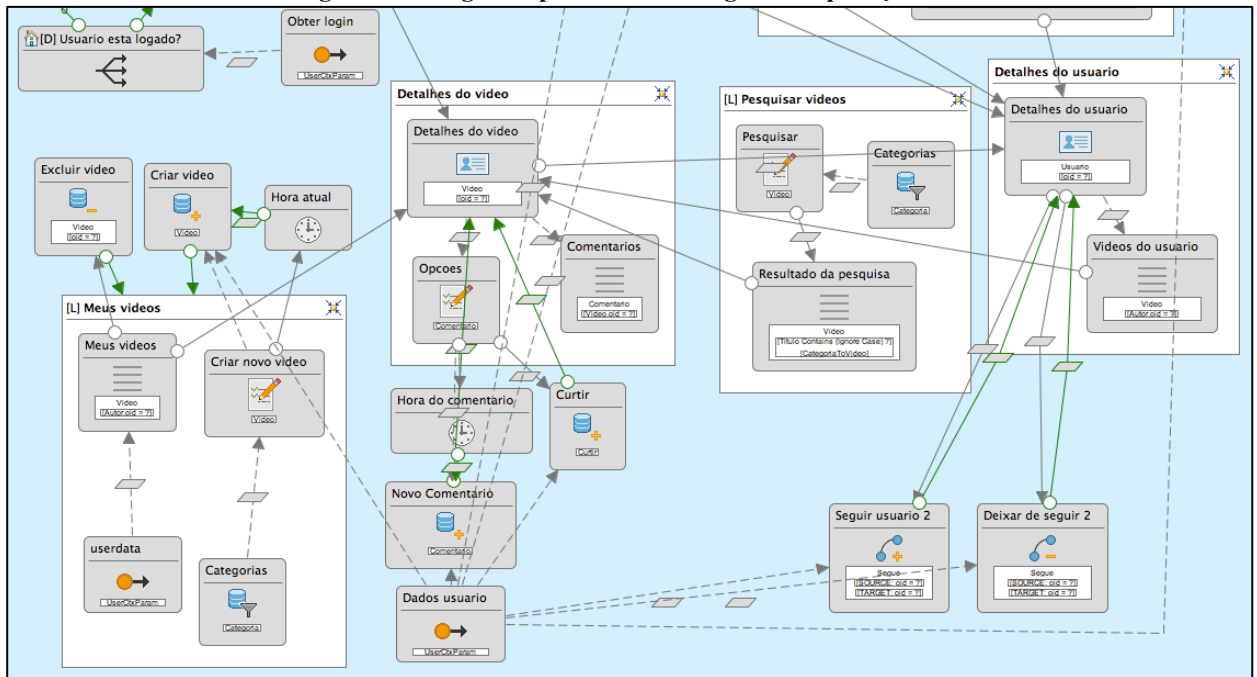 [D] Usuario esta logado?
Obter login
UserCtxParam
Detalhes do video
Detalhes do video
Video
[oid = ?]
Opcoes
Comentario
Comentarios
Comentario
[Video.oid = ?]
[L] Pesquisar videos
Pesquisar
Video
Categorias
Categoria
Resultado da pesquisa
Video
[Titulo Contains (Ignore Case) ?]
[CategoriaToVideo]
Detalhes do usuario
Detalhes do usuario
Usuario
[oid = ?]
Videos do usuario
Video
[Autor.oid = ?]
Excluir video
Video
[oid = ?]
Criar video
Video
Hora atual
[L] Meus videos
Meus videos
Video
[Autor.oid = ?]
Criar novo video
Video
userdata
UserCtxParam
Categorias
Categoria
Hora do comentario
Curtir
Curtir
Novo Comentario
Comentario
Dados usuario
UserCtxParam
Seguir usuario 2
Segue
[SOURCE: oid = ?]
[TARGET: oid = ?]
Deixar de seguir 2
Segue
[SOURCE: oid = ?]
[TARGET: oid = ?]